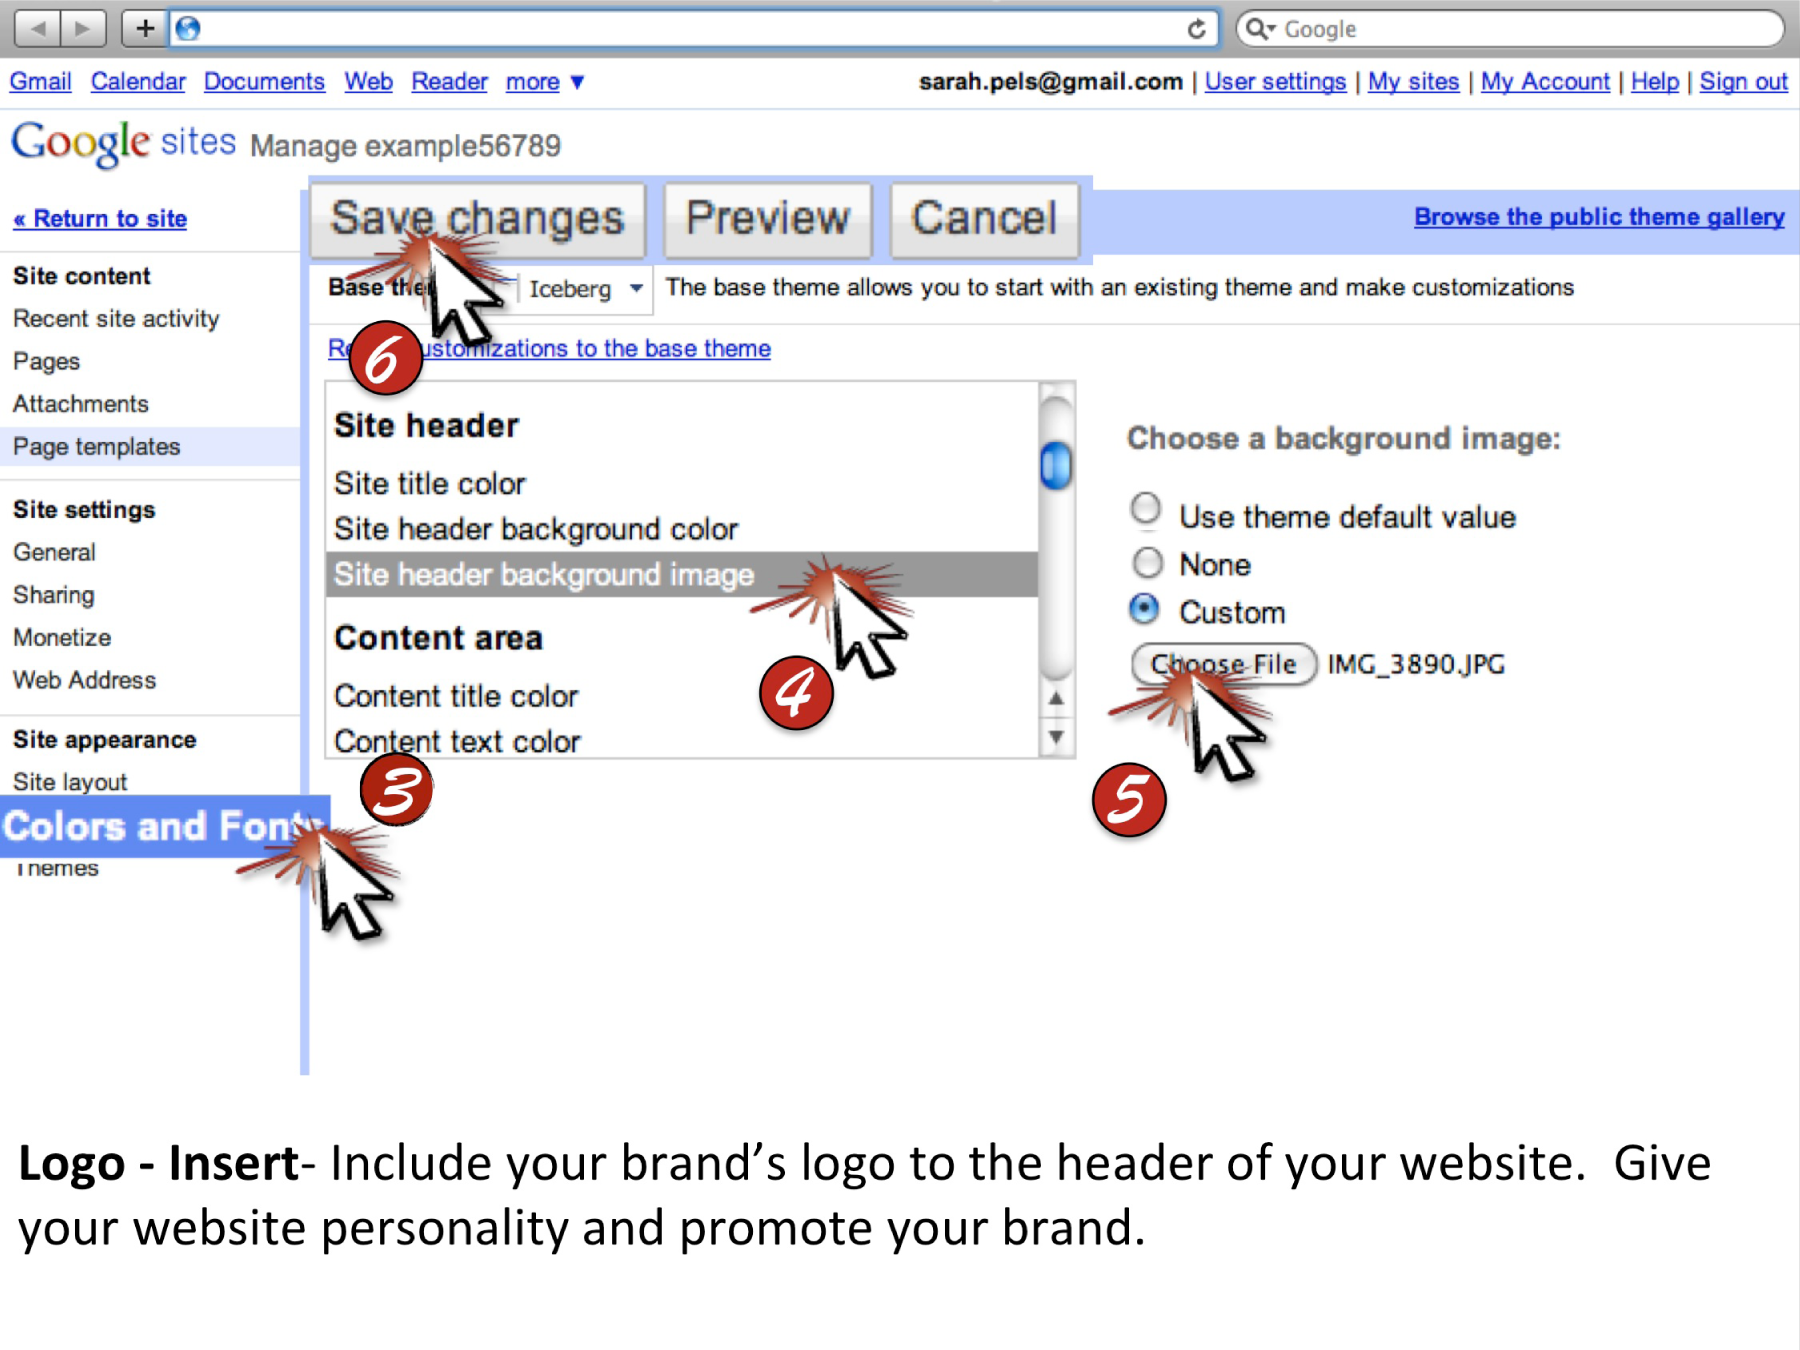 Google
Gmail Calendar Documents Web Reader more ▼
sarah.pels@gmail.com | User settings | My sites | My Account | Help | Sign out
Google sites Manage example56789
« Return to site
Save changes Preview Cancel
Browse the public theme gallery
Site content
Recent site activity
Pages
Attachments
Page templates
Site settings
General
Sharing
Monetize
Web Address
Site appearance
Site layout
Colors and Fonts
Themes
Base Iceberg The base theme allows you to start with an existing theme and make customizations
6
to the base theme
Site header
Site title color
Site header background color
Site header background image
Content area
Content title color
Content text color
4
3
Choose a background image:
Use theme default value
None
Custom
Choose File IMG_3890.JPG
5
Logo - Insert- Include your brand’s logo to the header of your website.  Give
your website personality and promote your brand.